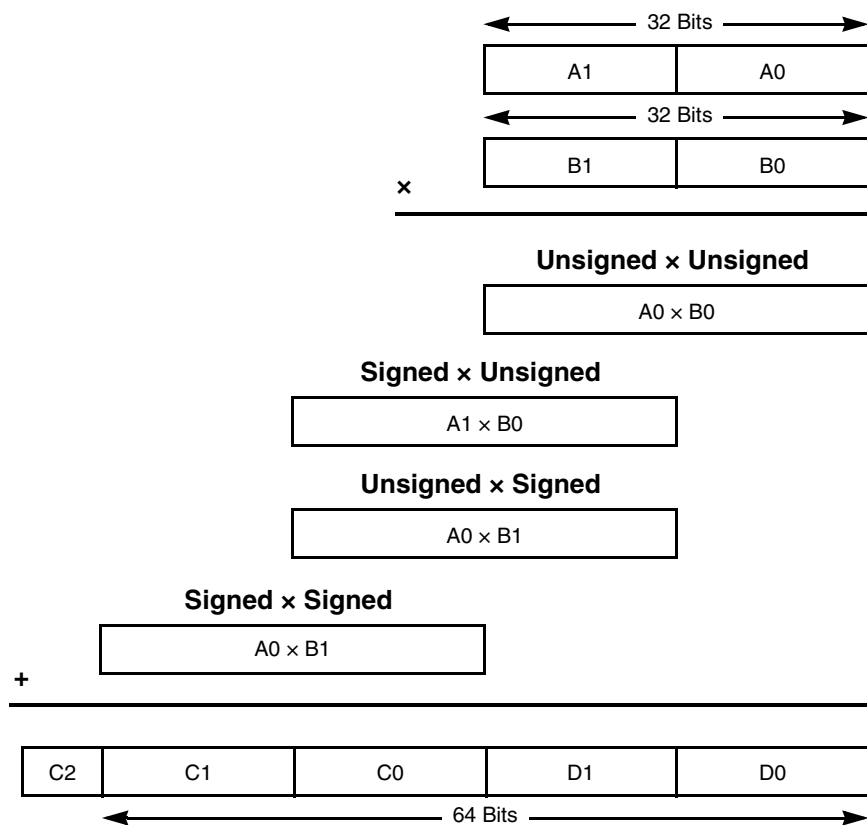 32 Bits
A1 A0
32 Bits
B1 B0
×
Unsigned × Unsigned
A0 × B0
Signed × Unsigned
A1 × B0
Unsigned × Signed
A0 × B1
Signed × Signed
A0 × B1
+
C2 C1 C0 D1 D0
64 Bits